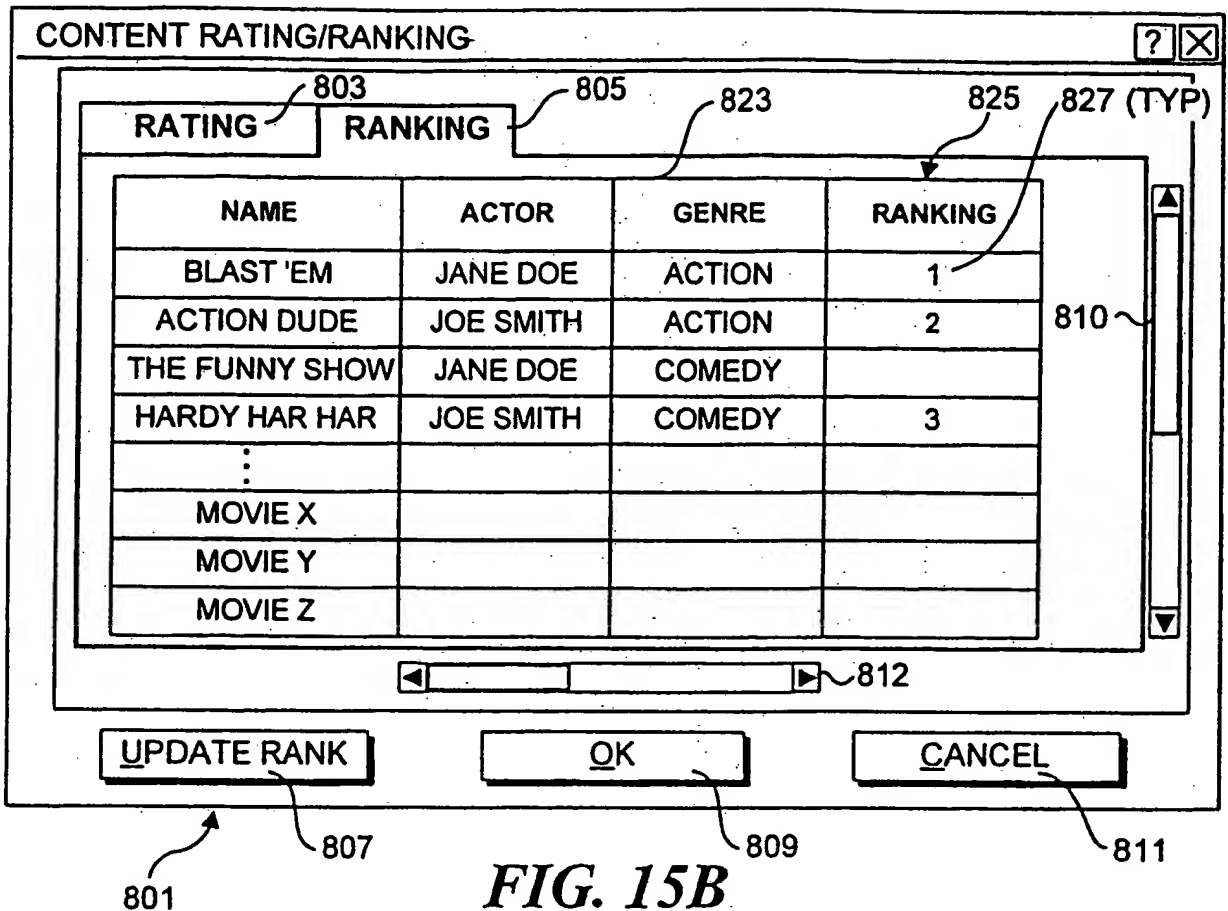 CONTENT RATING/RANKING ? X
803 805 823 825 827 (TYP)
RATING RANKING
NAME ACTOR GENRE RANKING
BLAST 'EM JANE DOE ACTION 1
ACTION DUDE JOE SMITH ACTION 2
810
THE FUNNY SHOW JANE DOE COMEDY
HARDY HAR HAR JOE SMITH COMEDY 3
MOVIE X
MOVIE Y
MOVIE Z
812
UPDATE RANK OK CANCEL
801 807 809 811
FIG. 15B